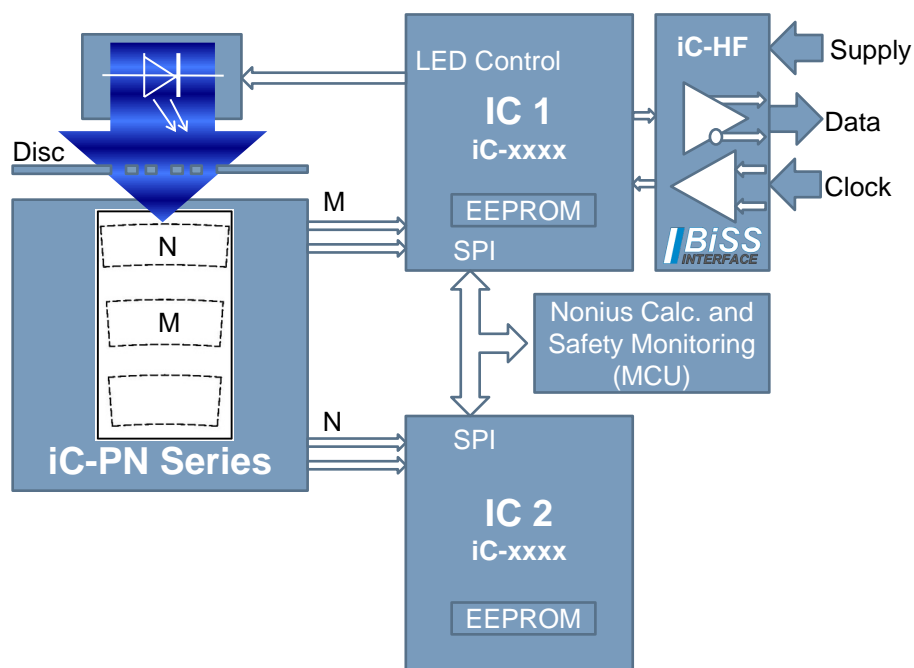 LED Control
IC 1
iC-xxxx
EEPROM
SPI
iC-HF
Supply
Data
Clock
BiSS
INTERFACE
Disc
M
N
M
iC-PN Series
N
Nonius Calc. and
Safety Monitoring
(MCU)
SPI
IC 2
iC-xxxx
EEPROM